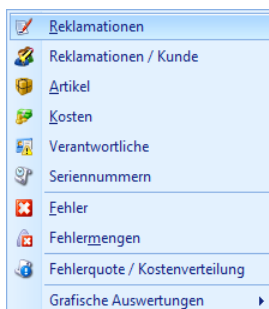 Reklamationen
Reklamationen / Kunde
Artikel
Kosten
Verantwortliche
Seriennummern
Fehler
Fehlermengen
Fehlerquote / Kostenverteilung
Grafische Auswertungen